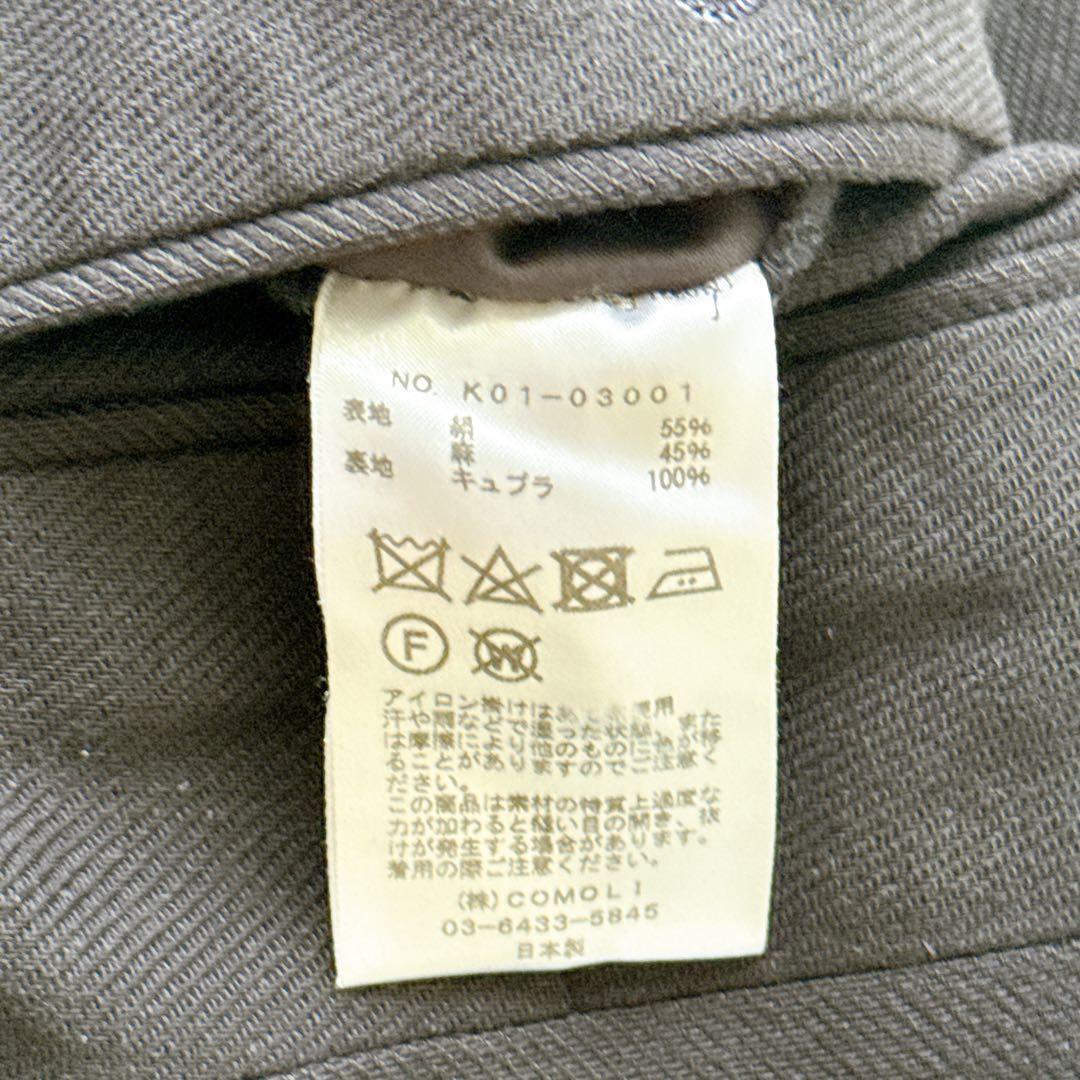 NO. K01-03001
表地 絹 55%
麻 45%
裏地 キュプラ 100%
F
W
アイロン掛けはあて布使用
汗や雨などで湿った状態、また
は摩擦により他のものに色が移
ることがありますのでご注意く
ださい。
この商品は素材の特質上過度な
力が加わると縫い目の開き、抜
けが発生する場合があります。
着用の際ご注意ください。
(株)COMOLI
03-6433-5845
日本製